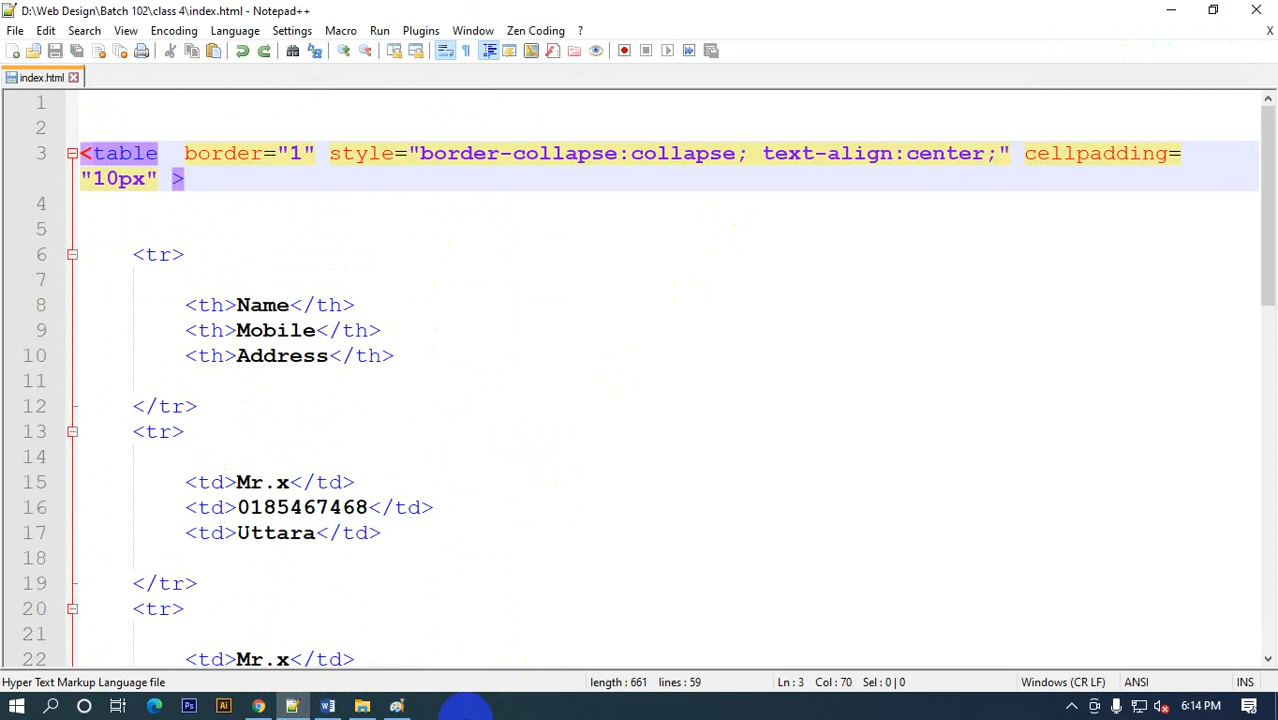 D:\Web Design\Batch 102\class 4\index.html - Notepad++
File Edit Search View Encoding Language Settings Macro Run Plugins Window Zen Coding ? X
index.html
1
2
3 <table  border="1" style="border-collapse:collapse; text-align:center;" cellpadding=
"10px" >
4
5
6 <tr>
7
8 <th>Name</th>
9 <th>Mobile</th>
10 <th>Address</th>
11
12 </tr>
13 <tr>
14
15 <td>Mr.x</td>
16 <td>0185467468</td>
17 <td>Uttara</td>
18
19 </tr>
20 <tr>
21
22 <td>Mr.x</td>
Hyper Text Markup Language file length : 661 lines : 59 Ln : 3 Col : 70 Sel : 0 | 0 Windows (CR LF) ANSI INS
Ps Ai 6:14 PM